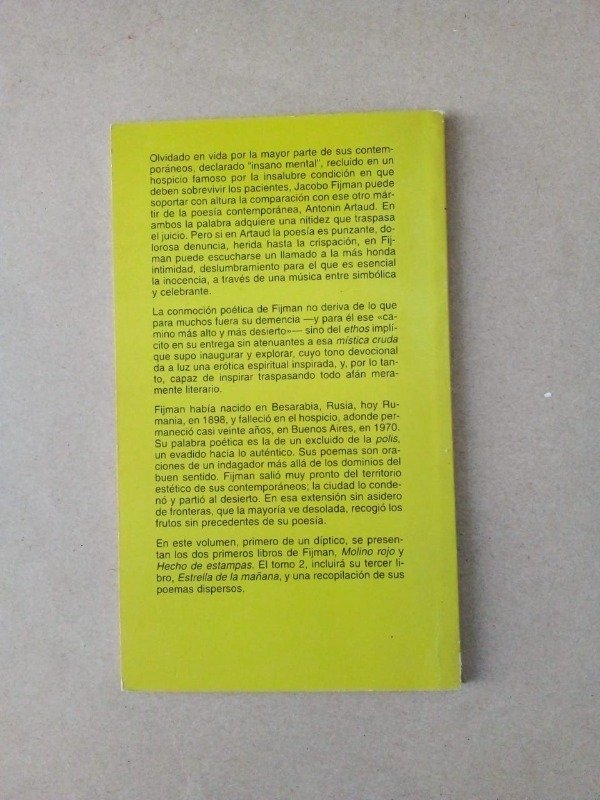 Olvidado en vida por la mayor parte de sus contem-
poráneos, declarado "insano mental", recluido en un
hospicio famoso por la insalubre condición en que
deben sobrevivir los pacientes, Jacobo Fijman puede
soportar con altura la comparación con ese otro már-
tir de la poesía contemporánea, Antonin Artaud. En
ambos la palabra adquiere una nitidez que traspasa
el juicio. Pero si en Artaud la poesía es punzante, do-
lorosa denuncia, herida hasta la crispación, en Fij-
man puede escucharse un llamado a la más honda
intimidad, deslumbramiento para el que es esencial
la inocencia, a través de una música entre simbólica
y celebrante.
La conmoción poética de Fijman no deriva de lo que
para muchos fuera su demencia —y para él ese «ca-
mino más alto y más desierto»— sino del ethos implí-
cito en su entrega sin atenuantes a esa mística cruda
que supo inaugurar y explorar, cuyo tono devocional
da a luz una erótica espiritual inspirada, y, por lo tan-
to, capaz de inspirar traspasando todo afán mera-
mente literario.
Fijman había nacido en Besarabia, Rusia, hoy Ru-
mania, en 1898, y falleció en el hospicio, adonde per-
maneció casi veinte años, en Buenos Aires, en 1970.
Su palabra poética es la de un excluido de la polis,
un evadido hacia lo auténtico. Sus poemas son ora-
ciones de un indagador más allá de los dominios del
buen sentido. Fijman salió muy pronto del territorio
estético de sus contemporáneos; la ciudad lo conde-
nó y partió al desierto. En esa extensión sin asidero
de fronteras, que la mayoría ve desolada, recogió los
frutos sin precedentes de su poesía.
En este volumen, primero de un díptico, se presen-
tan los dos primeros libros de Fijman, Molino rojo y
Hecho de estampas. El tomo 2, incluirá su tercer li-
bro, Estrella de la mañana, y una recopilación de sus
poemas dispersos.